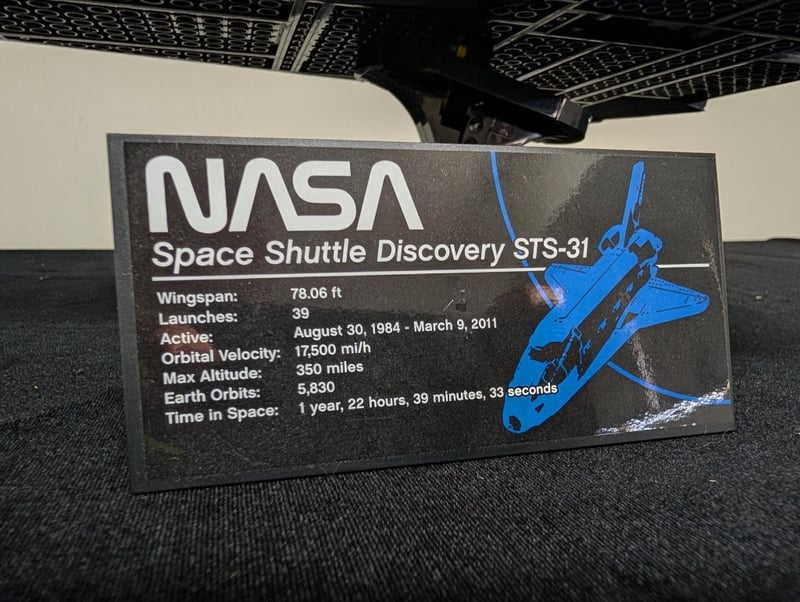 NASA
Space Shuttle Discovery STS-31
Wingspan: 78.06 ft
Launches: 39
Active: August 30, 1984 - March 9, 2011
Orbital Velocity: 17,500 mi/h
Max Altitude: 350 miles
Earth Orbits: 5,830
Time in Space: 1 year, 22 hours, 39 minutes, 33 seconds